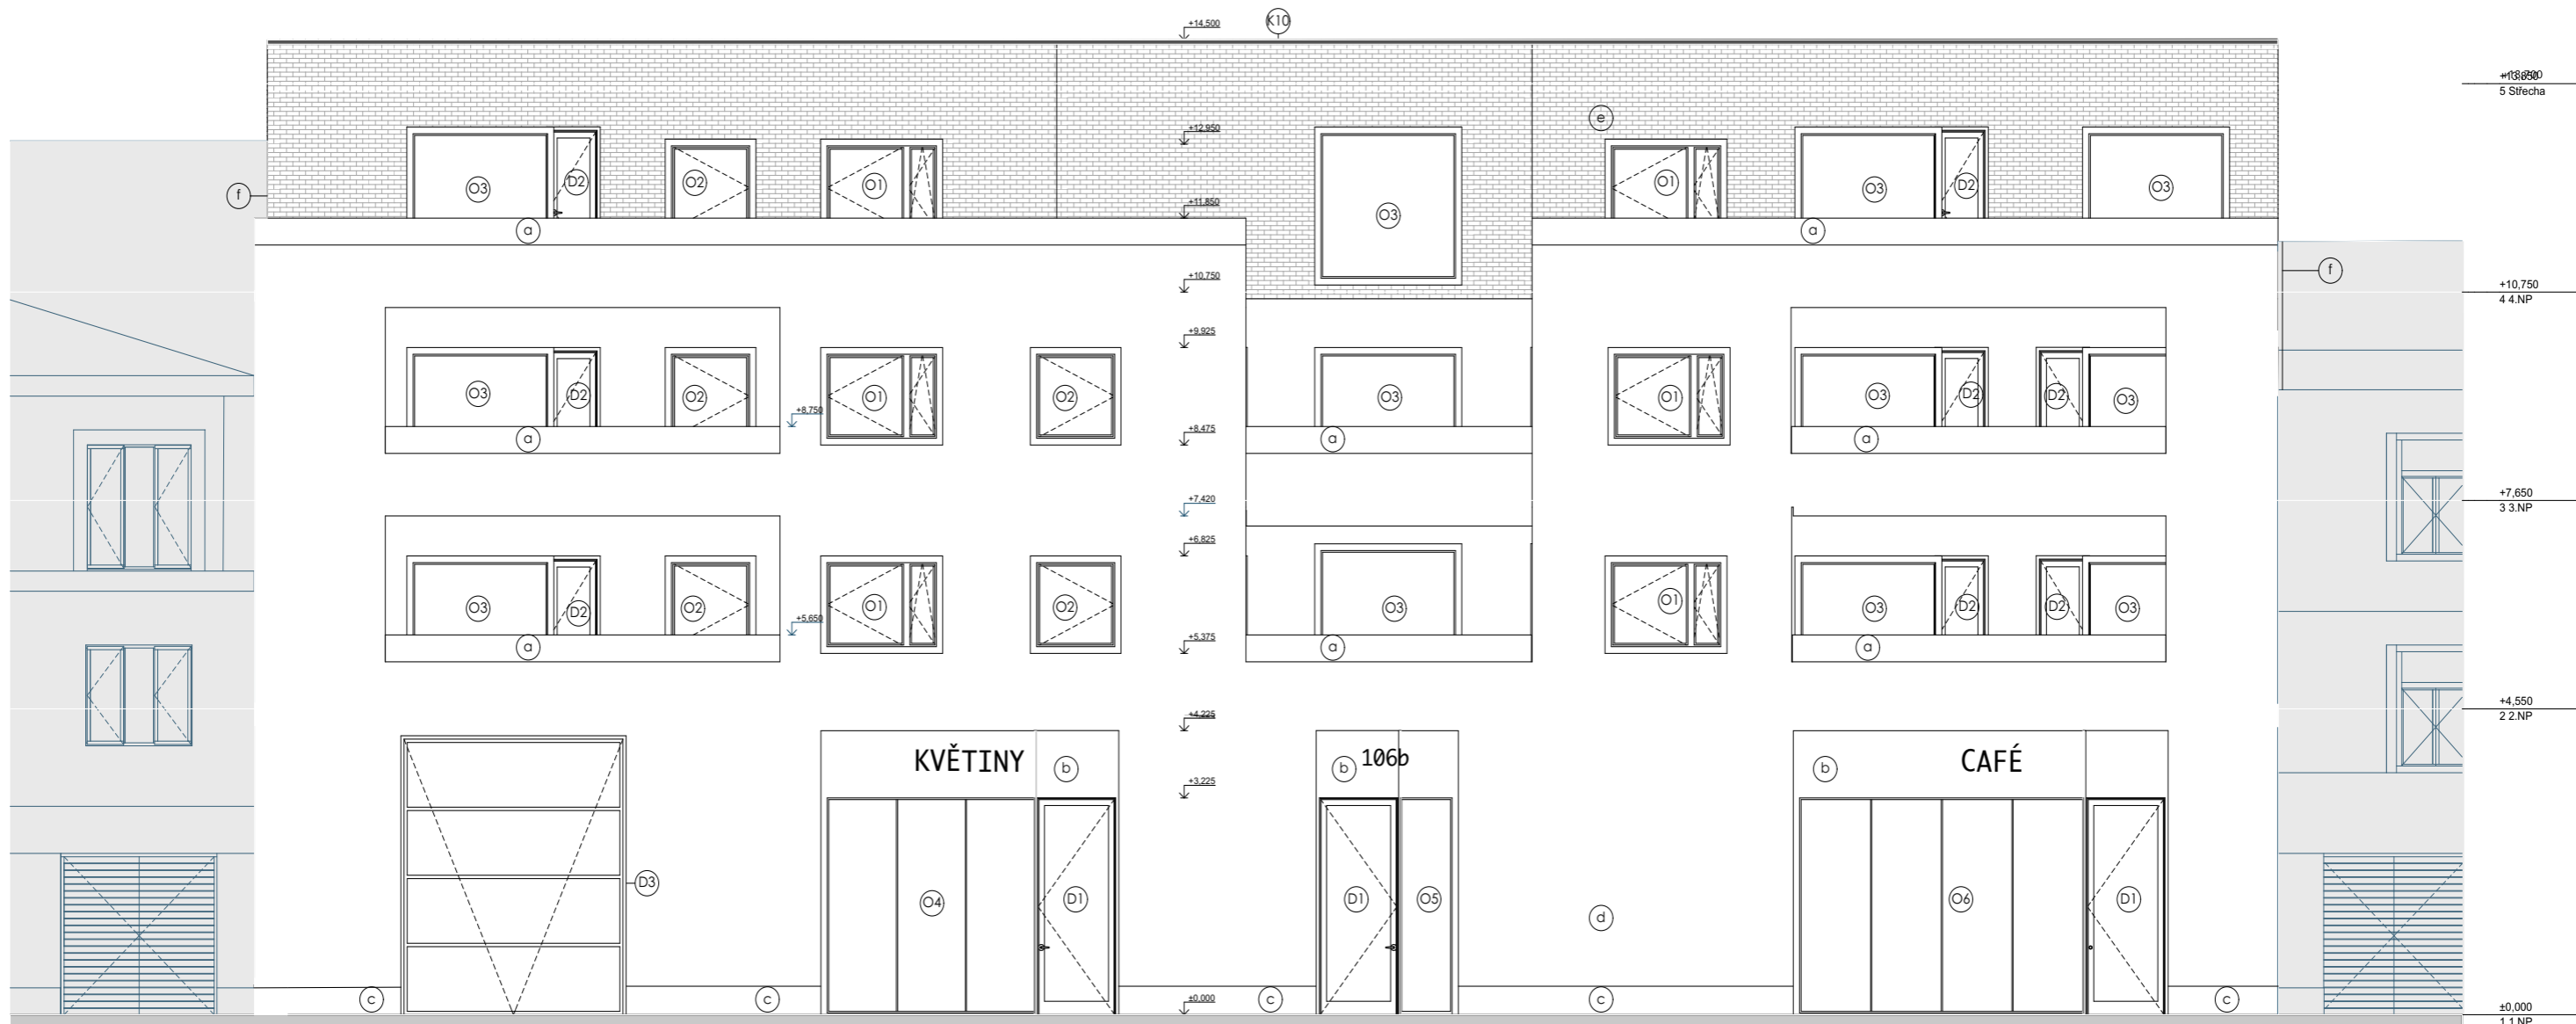 +14,500
K10
5 Střecha
e
+12,950
O3
D2
O2
O1
O3
O1
O3
D2
O3
f
+11,850
a
a
+10,750
f
+10,750
4 4.NP
+9,925
O3
D2
O2
O1
O2
O3
O1
O3
D2
D2
O3
+8,750
a
+8,475
a
a
+7,420
+7,650
3 3.NP
+6,825
O3
D2
O2
O1
O2
O3
O1
O3
D2
D2
O3
+5,650
a
+5,375
a
a
+4,225
+4,550
2 2.NP
KVĚTINY
b
b
106b
b
CAFÉ
+3,225
D3
O4
D1
D1
O5
d
O6
D1
c
c
c
c
c
±0,000
±0,000
1 1.NP